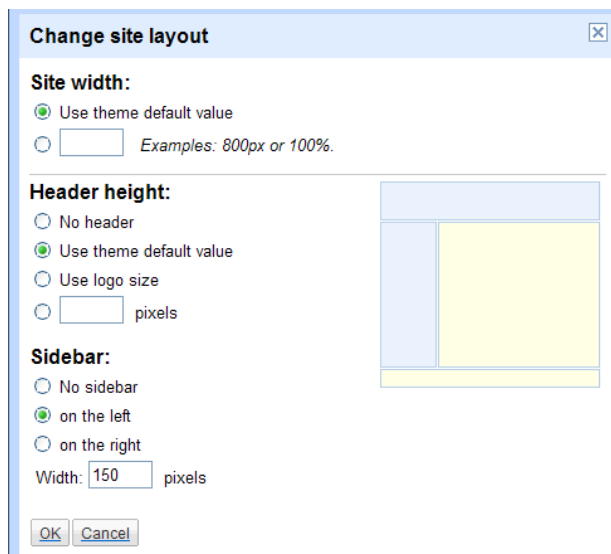 Change site layout
Site width:
Use theme default value
Examples: 800px or 100%.
Header height:
No header
Use theme default value
Use logo size
pixels
Sidebar:
No sidebar
on the left
on the right
Width: 150 pixels
OK Cancel